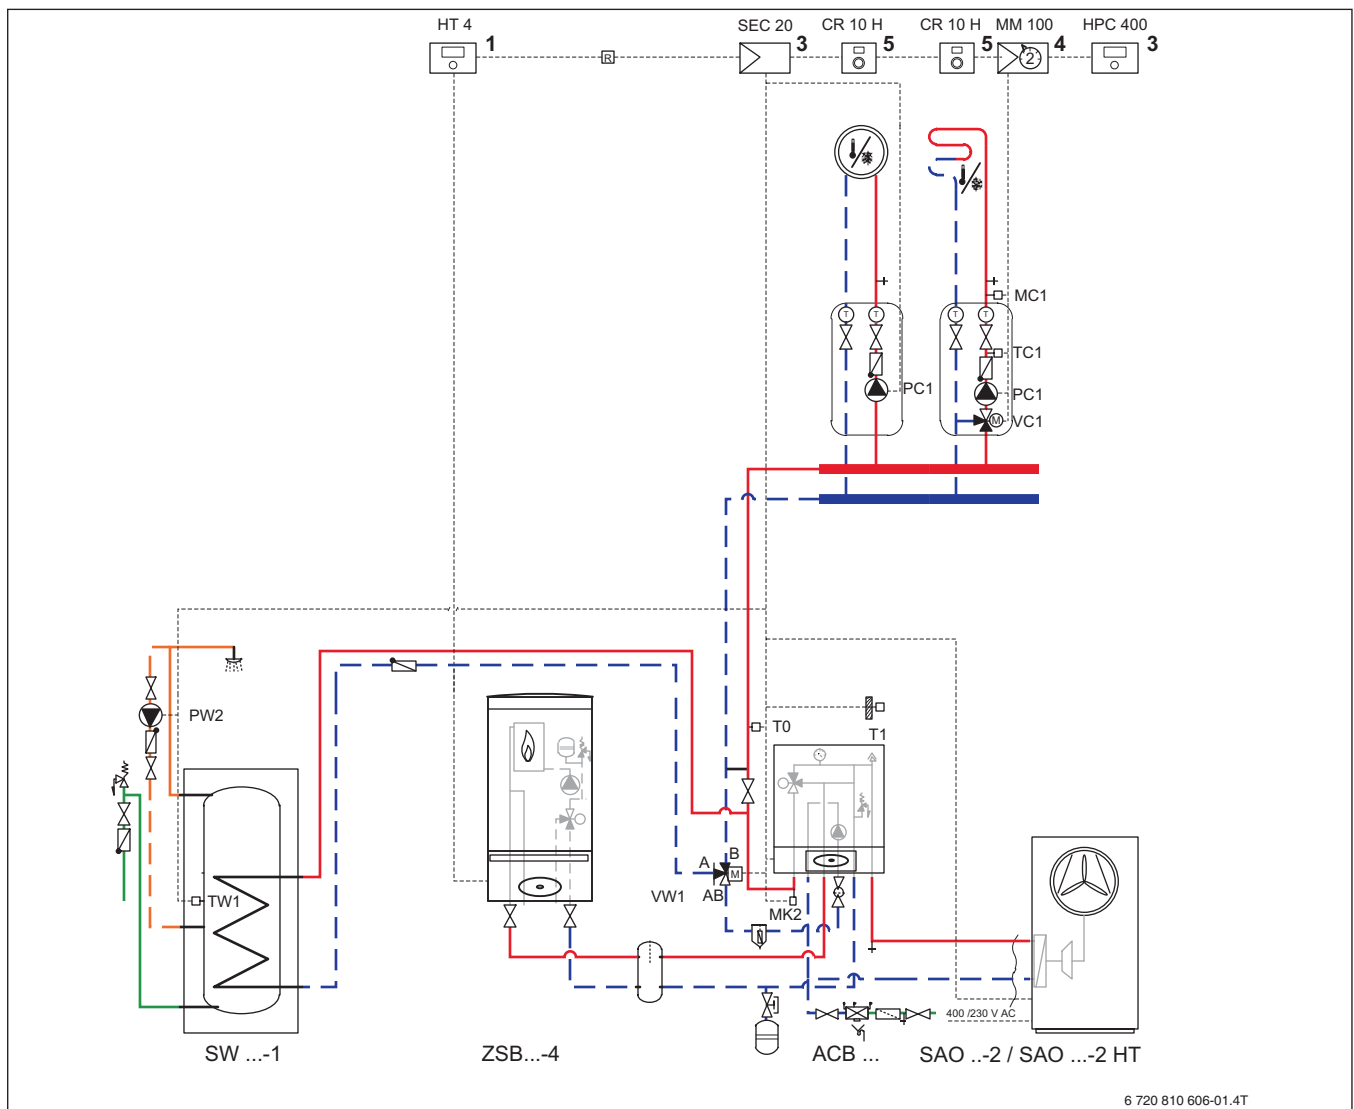 HT 4
SEC 20
CR 10 H
CR 10 H
MM 100
HPC 400
1
R
3
5
5
2
4
3
MC1
T
T
T
T
TC1
PC1
PC1
M
VC1
PW2
T0
T1
A
B
M
VW1
AB
TW1
MK2
400 /230 V AC
SW ...-1
ZSB...-4
ACB ...
SAO ..-2 / SAO ...-2 HT
6 720 810 606-01.4T